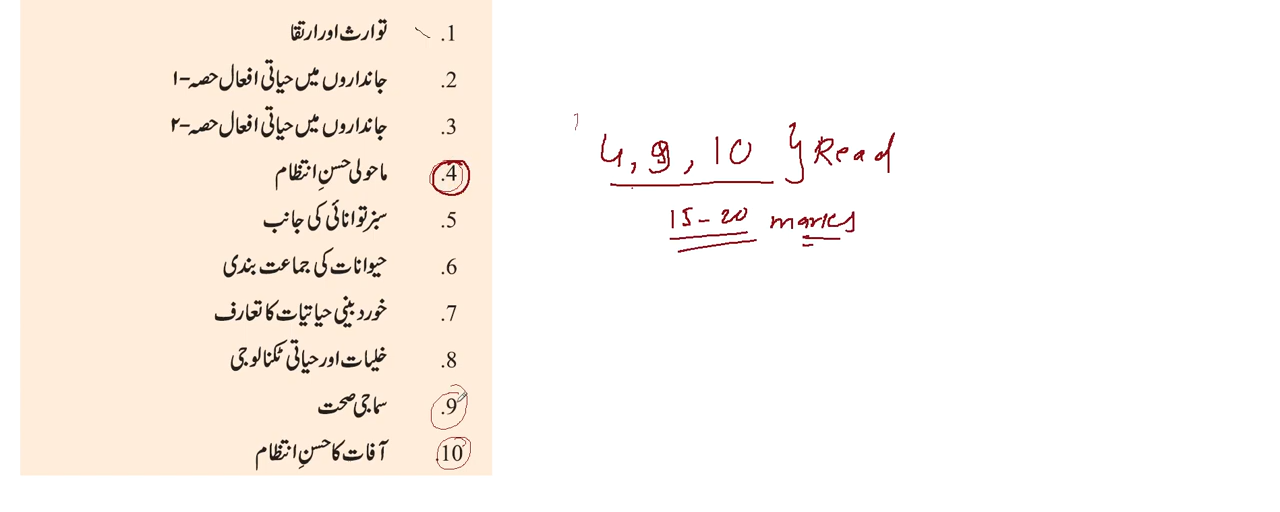 1. توارث اور ارتقا
2. جانداروں میں حیاتی افعال حصہ-۱
3. جانداروں میں حیاتی افعال حصہ-۲
4. ماحولی حسنِ انتظام
5. سبز توانائی کی جانب
6. حیوانات کی جماعت بندی
7. خورد بینی حیاتیات کا تعارف
8. خلیات اور حیاتی ٹکنالوجی
9. سماجی صحت
10. آفات کا حسنِ انتظام
4, 9, 10 } Read
15-20 marks